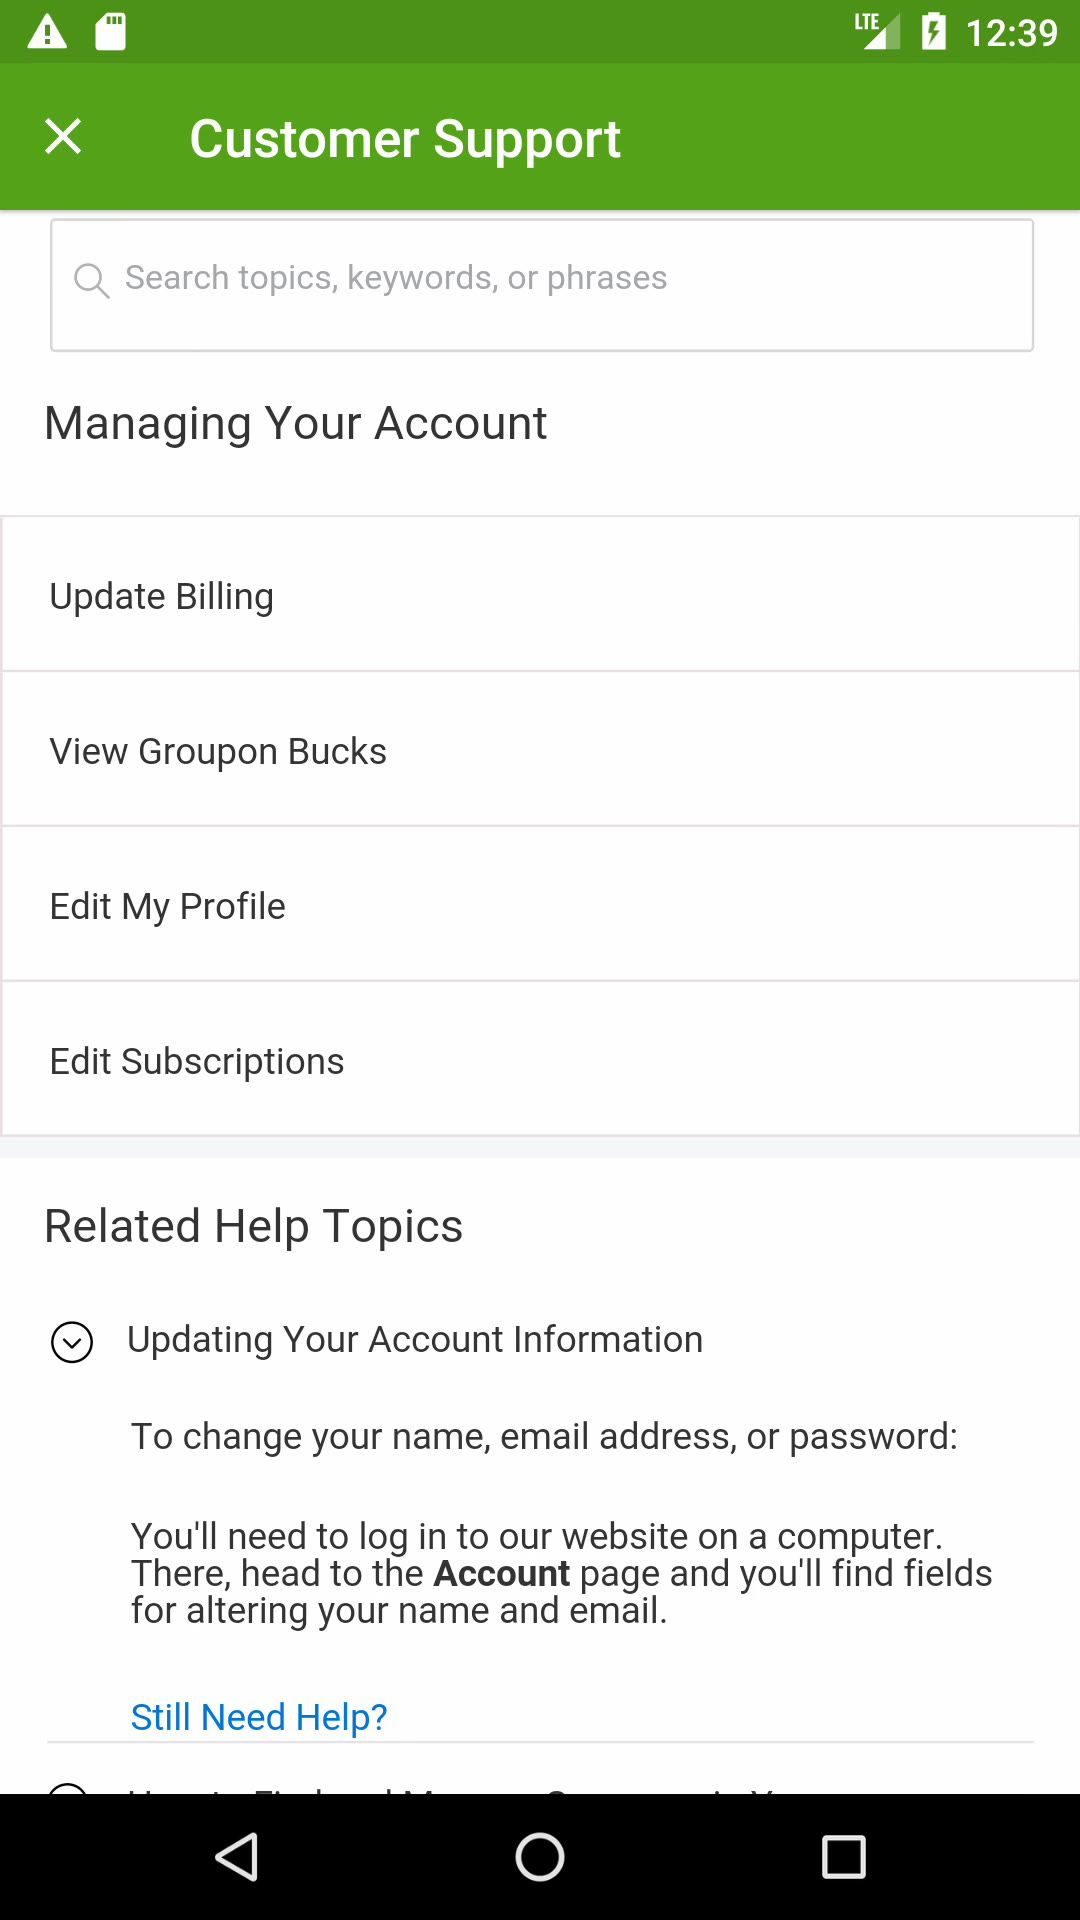 LTE 12:39
Customer Support
Search topics, keywords, or phrases
Managing Your Account
Update Billing
View Groupon Bucks
Edit My Profile
Edit Subscriptions
Related Help Topics
Updating Your Account Information
To change your name, email address, or password:
You'll need to log in to our website on a computer.
There, head to the Account page and you'll find fields
for altering your name and email.
Still Need Help?